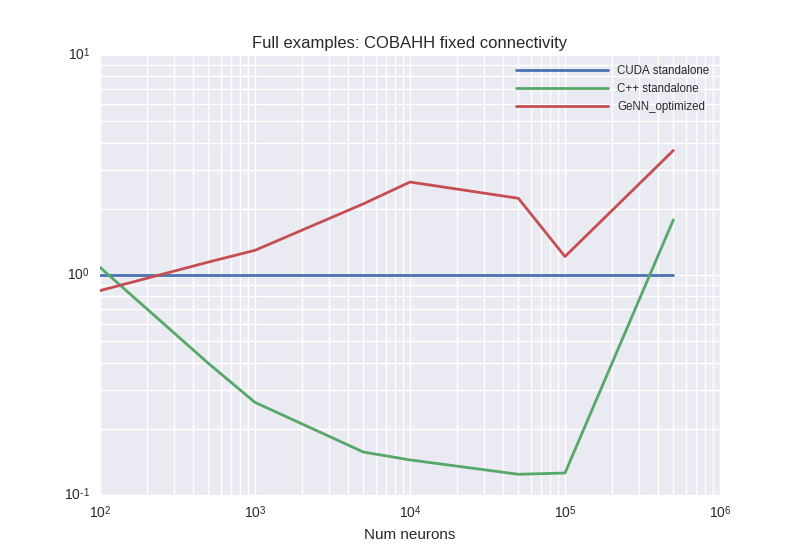 Full examples: COBAHH fixed connectivity
10¹
CUDA standalone
C++ standalone
GeNN_optimized
10⁰
10⁻¹
10² 10³ 10⁴ 10⁵ 10⁶
Num neurons